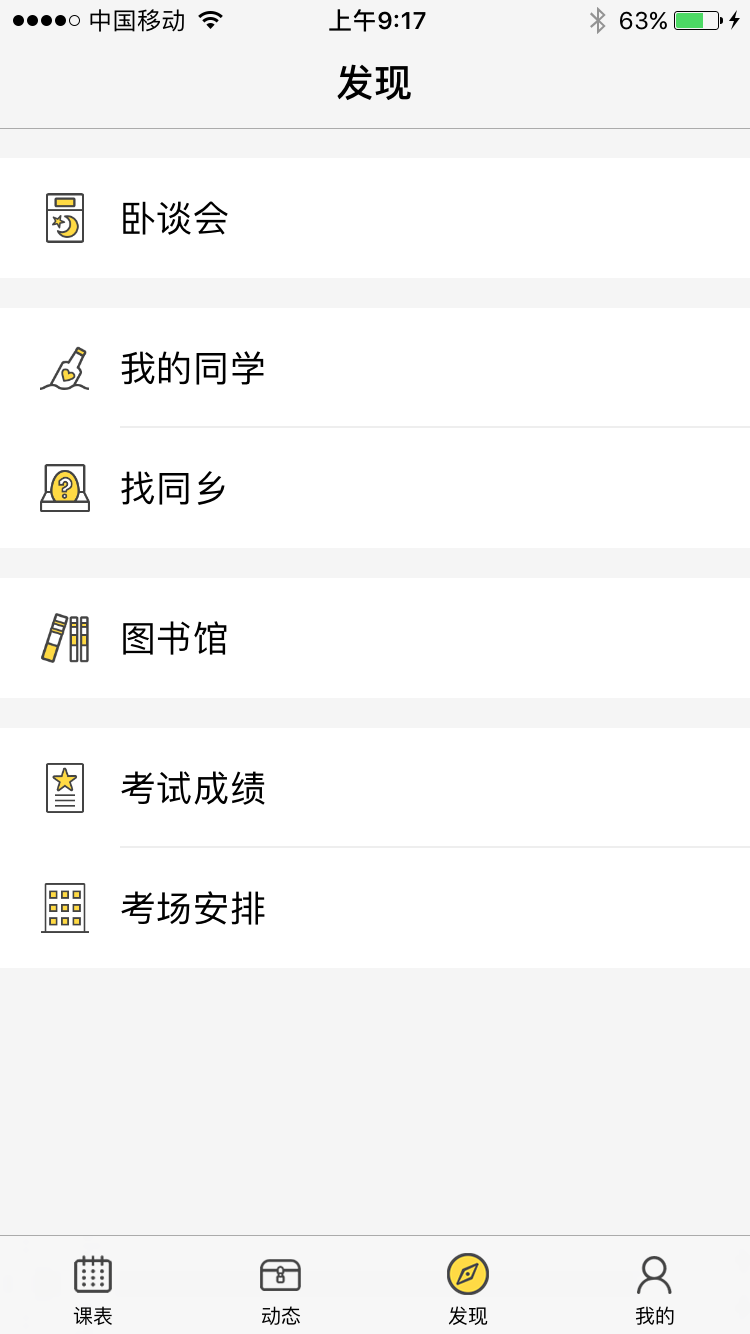 中国移动 上午9:17 63%
发现
卧谈会
我的同学
找同乡
图书馆
考试成绩
考场安排
课表 动态 发现 我的